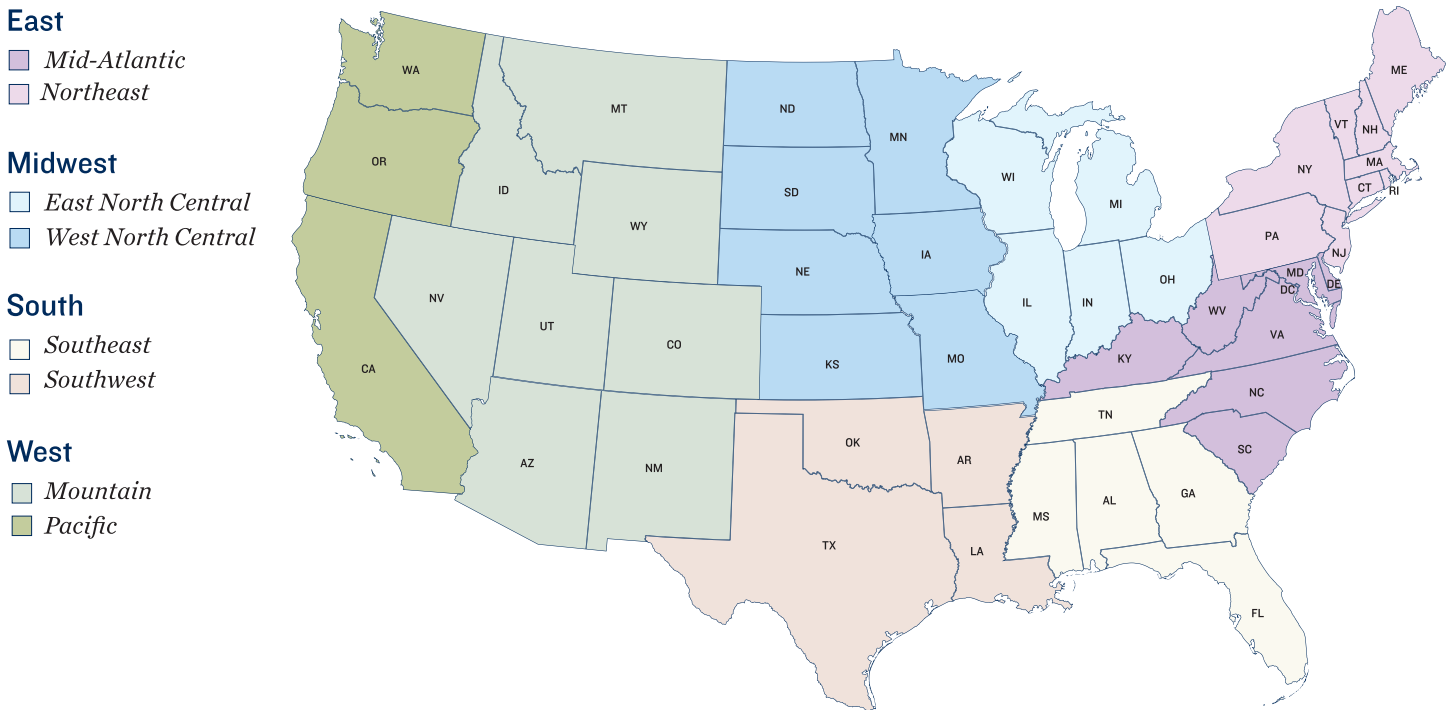 East
Mid-Atlantic
Northeast
Midwest
East North Central
West North Central
South
Southeast
Southwest
West
Mountain
Pacific
WA
OR
CA
ID
NV
MT
WY
UT
CO
AZ
NM
ND
SD
NE
KS
MN
IA
MO
OK
TX
AR
LA
WI
MI
IL
IN
OH
KY
TN
MS
AL
GA
FL
SC
NC
VA
WV
MD
DC
DE
NJ
PA
NY
CT
RI
MA
VT
NH
ME